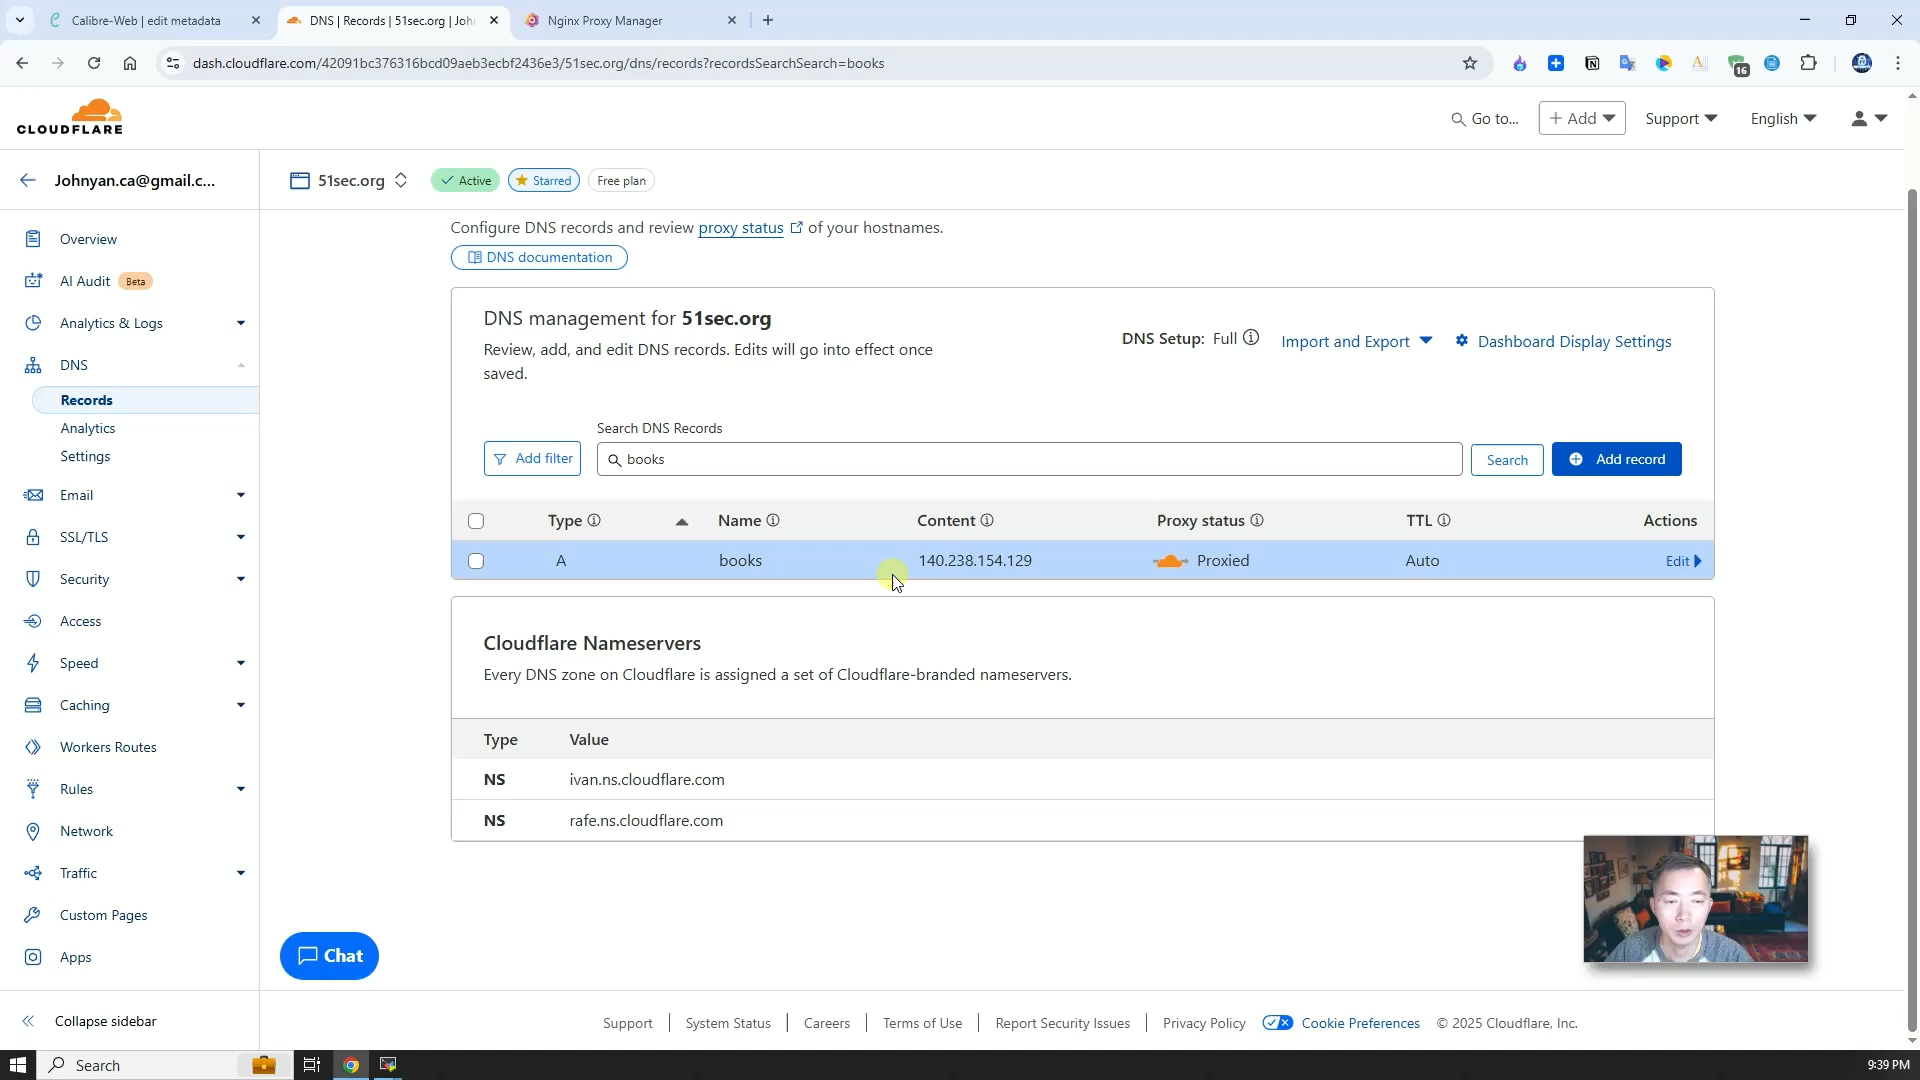 Calibre-Web | edit metadata
DNS | Records | 51sec.org | Joh
Nginx Proxy Manager
dash.cloudflare.com/42091bc376316bcd09aeb3ecbf2436e3/51sec.org/dns/records?recordsSearchSearch=books
16
CLOUDFLARE
Go to...
Add
Support
English
Johnyan.ca@gmail.c...
51sec.org
Active
Starred
Free plan
Overview
AI Audit Beta
Analytics & Logs
DNS
Records
Analytics
Settings
Email
SSL/TLS
Security
Access
Speed
Caching
Workers Routes
Rules
Network
Traffic
Custom Pages
Apps
Collapse sidebar
Configure DNS records and review proxy status of your hostnames.
DNS documentation
DNS management for 51sec.org
Review, add, and edit DNS records. Edits will go into effect once
saved.
DNS Setup: Full
Import and Export
Dashboard Display Settings
Search DNS Records
Add filter
books
Search
Add record
Type Name Content Proxy status TTL Actions
A books 140.238.154.129 Proxied Auto Edit
Cloudflare Nameservers
Every DNS zone on Cloudflare is assigned a set of Cloudflare-branded nameservers.
Type Value
NS ivan.ns.cloudflare.com
NS rafe.ns.cloudflare.com
Chat
Support
System Status
Careers
Terms of Use
Report Security Issues
Privacy Policy
Cookie Preferences
© 2025 Cloudflare, Inc.
Search
9:39 PM